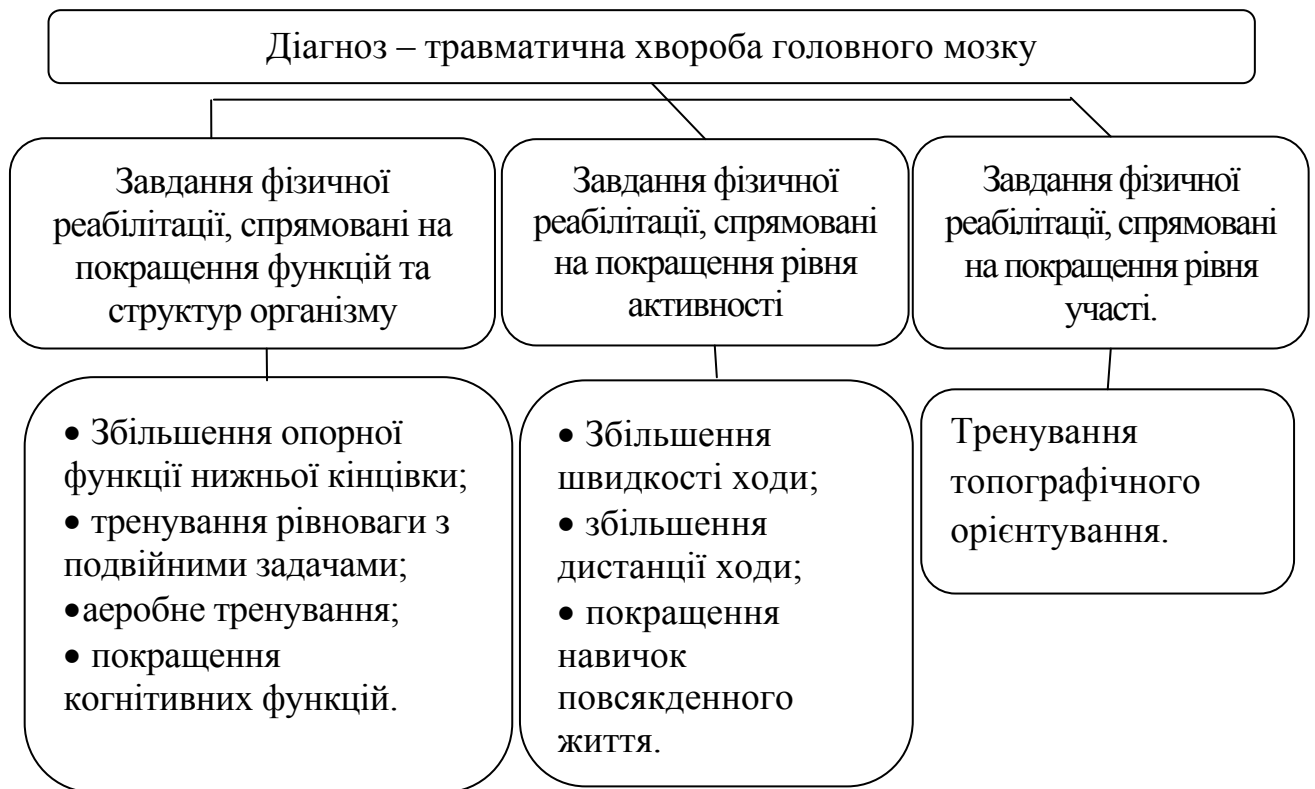 Діагноз – травматична хвороба головного мозку
Завдання фізичної
реабілітації, спрямовані на
покращення функцій та
структур організму
Завдання фізичної
реабілітації, спрямовані
на покращення рівня
активності
Завдання фізичної
реабілітації, спрямовані
на покращення рівня
участі.
• Збільшення опорної
функції нижньої кінцівки;
• тренування рівноваги з
подвійними задачами;
•аеробне тренування;
• покращення
когнітивних функцій.
• Збільшення
швидкості ходи;
• збільшення
дистанції ходи;
• покращення
навичок
повсякденного
життя.
Тренування
топографічного
орієнтування.